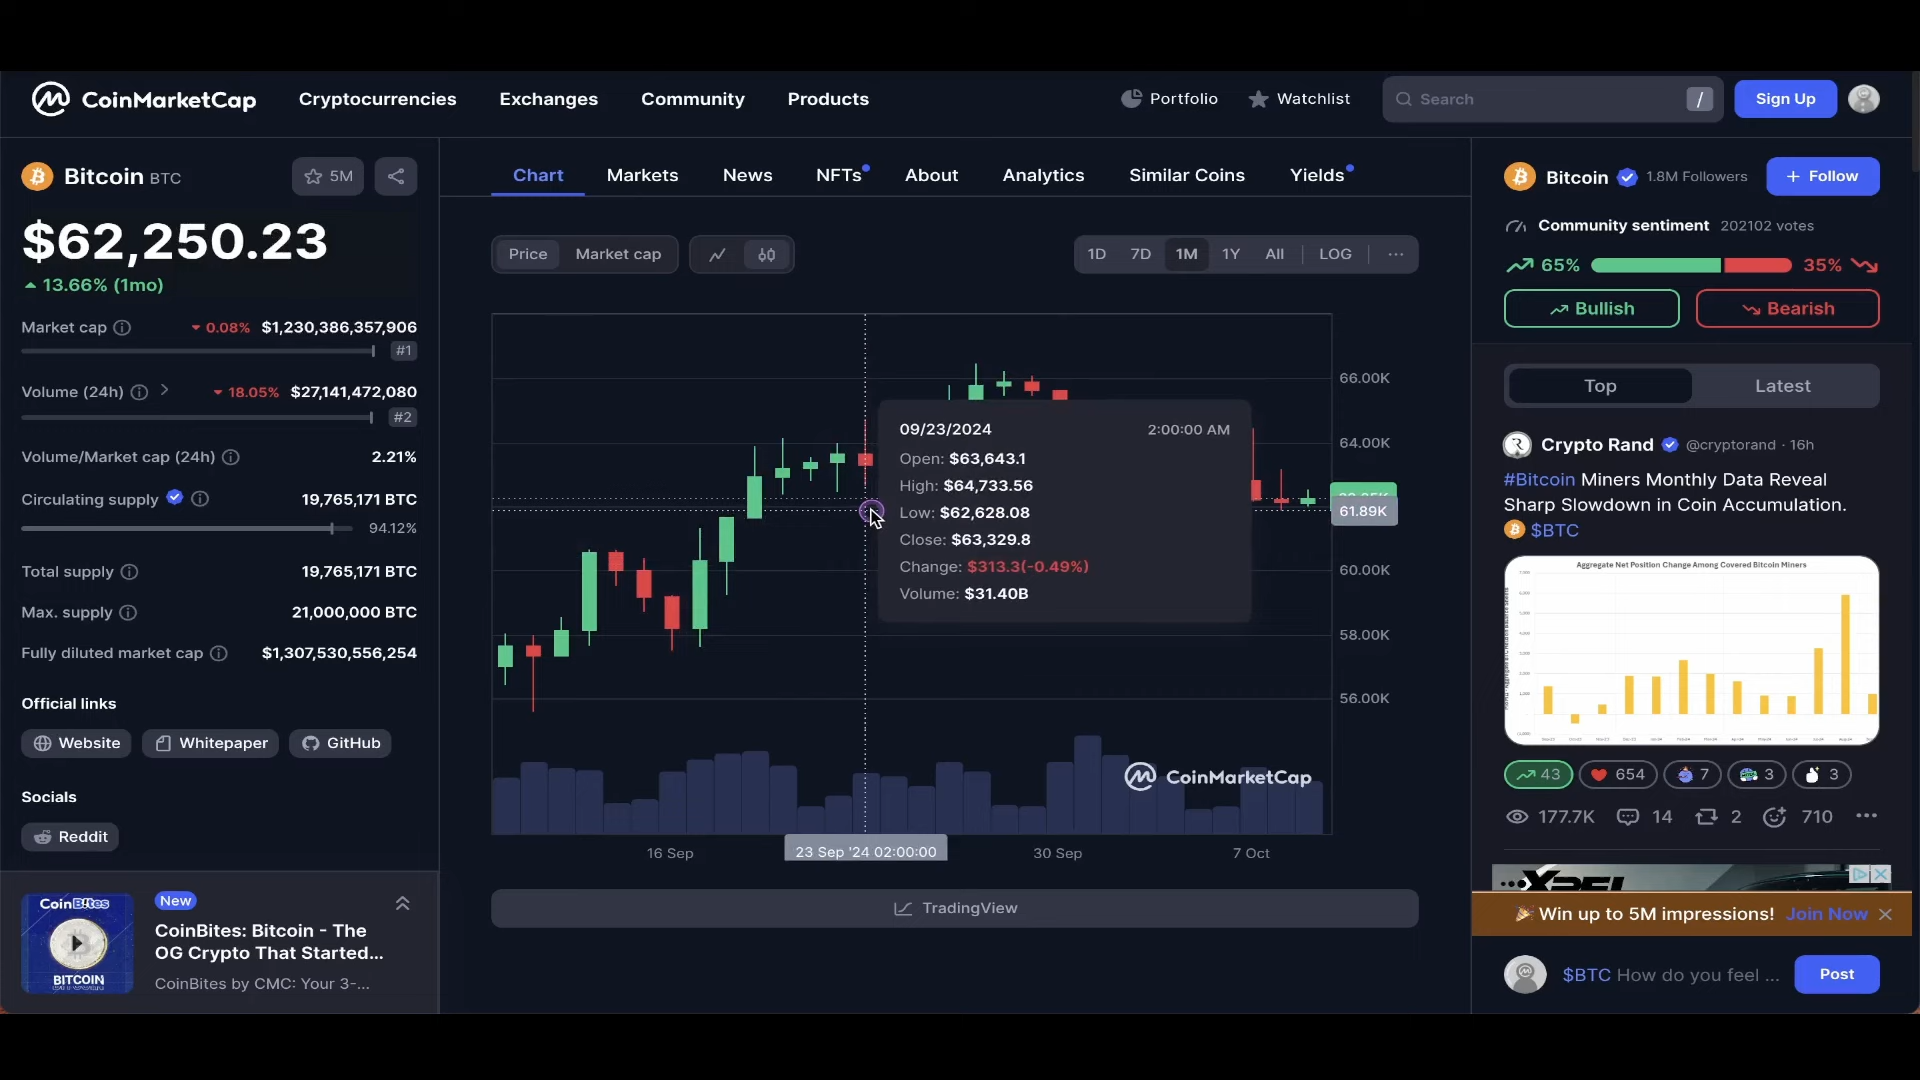 CoinMarketCap
Cryptocurrencies
Exchanges
Community
Products
Portfolio
Watchlist
Search
/
Sign Up
Bitcoin BTC
5M
$62,250.23
13.66% (1mo)
Market cap 0.08% $1,230,386,357,906
#1
Volume (24h) 18.05% $27,141,472,080
#2
Volume/Market cap (24h) 2.21%
Circulating supply 19,765,171 BTC
94.12%
Total supply 19,765,171 BTC
Max. supply 21,000,000 BTC
Fully diluted market cap $1,307,530,556,254
Official links
Website
Whitepaper
GitHub
Socials
Reddit
CoinBites
BITCOIN
New
CoinBites: Bitcoin - The
OG Crypto That Started...
CoinBites by CMC: Your 3-...
Chart
Markets
News
NFTs
About
Analytics
Similar Coins
Yields
Price
Market cap
1D
7D
1M
1Y
All
LOG
...
66.00K
64.00K
61.89K
60.00K
58.00K
56.00K
09/23/2024 2:00:00 AM
Open: $63,643.1
High: $64,733.56
Low: $62,628.08
Close: $63,329.8
Change: $313.3(-0.49%)
Volume: $31.40B
CoinMarketCap
16 Sep
23 Sep '24 02:00:00
30 Sep
7 Oct
TradingView
Bitcoin 1.8M Followers
+ Follow
Community sentiment 202102 votes
65%
35%
Bullish
Bearish
Top
Latest
Crypto Rand @cryptorand · 16h
#Bitcoin Miners Monthly Data Reveal
Sharp Slowdown in Coin Accumulation.
$BTC
Aggregate Net Position Change Among Covered Bitcoin Miners
43
654
7
3
3
177.7K
14
2
710
...
Win up to 5M impressions! Join Now
$BTC How do you feel ...
Post